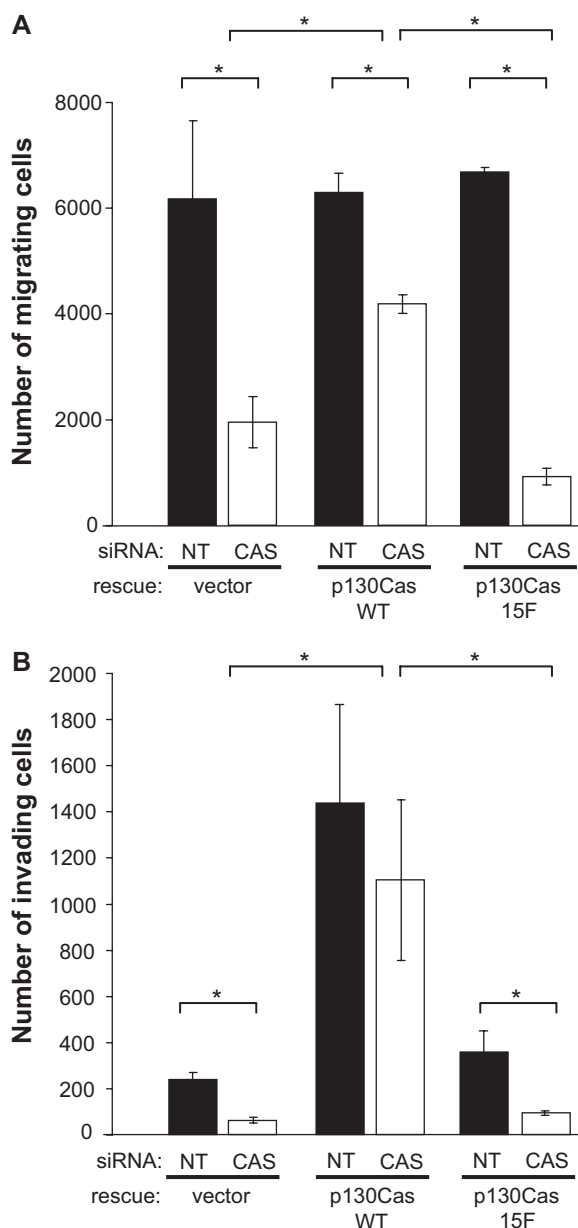 A
* *
* * *
Number of migrating cells
8000
6000
4000
2000
0
siRNA: NT CAS NT CAS NT CAS
rescue: vector p130Cas p130Cas
WT 15F
B
* *
* *
Number of invading cells
2000
1800
1600
1400
1200
1000
800
600
400
200
0
siRNA: NT CAS NT CAS NT CAS
rescue: vector p130Cas p130Cas
WT 15F